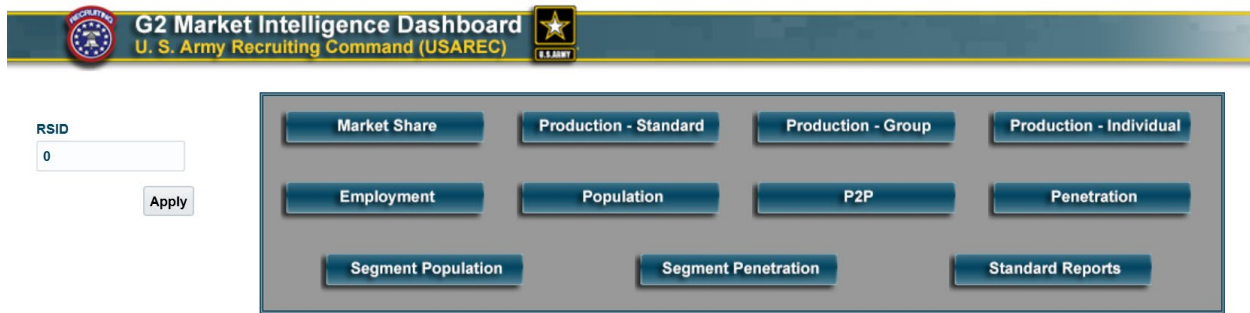 RECRUITING
G2 Market Intelligence Dashboard
U. S. Army Recruiting Command (USAREC)
U.S.ARMY
RSID
0
Apply
Market Share
Production - Standard
Production - Group
Production - Individual
Employment
Population
P2P
Penetration
Segment Population
Segment Penetration
Standard Reports